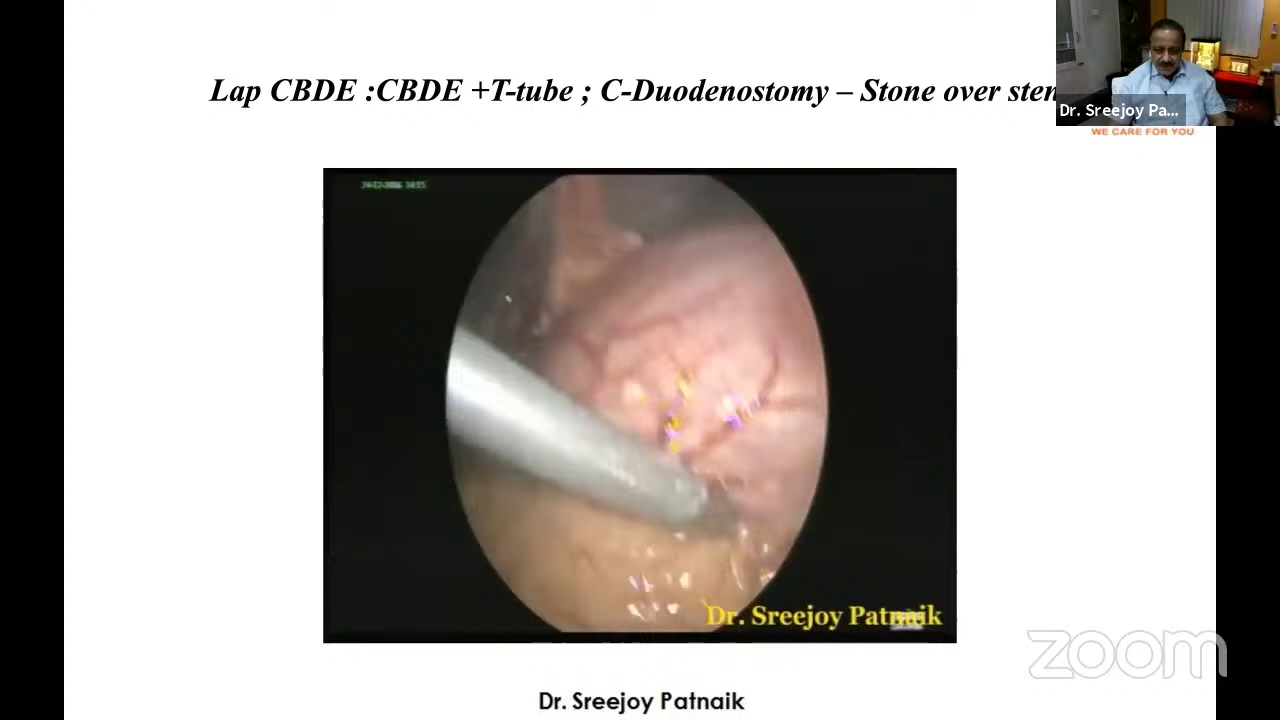 Lap CBDE :CBDE +T-tube ; C-Duodenostomy – Stone over sten
Dr. Sreejoy Pa...
WE CARE FOR YOU
Dr. Sreejoy Patnaik
zoom
Dr. Sreejoy Patnaik